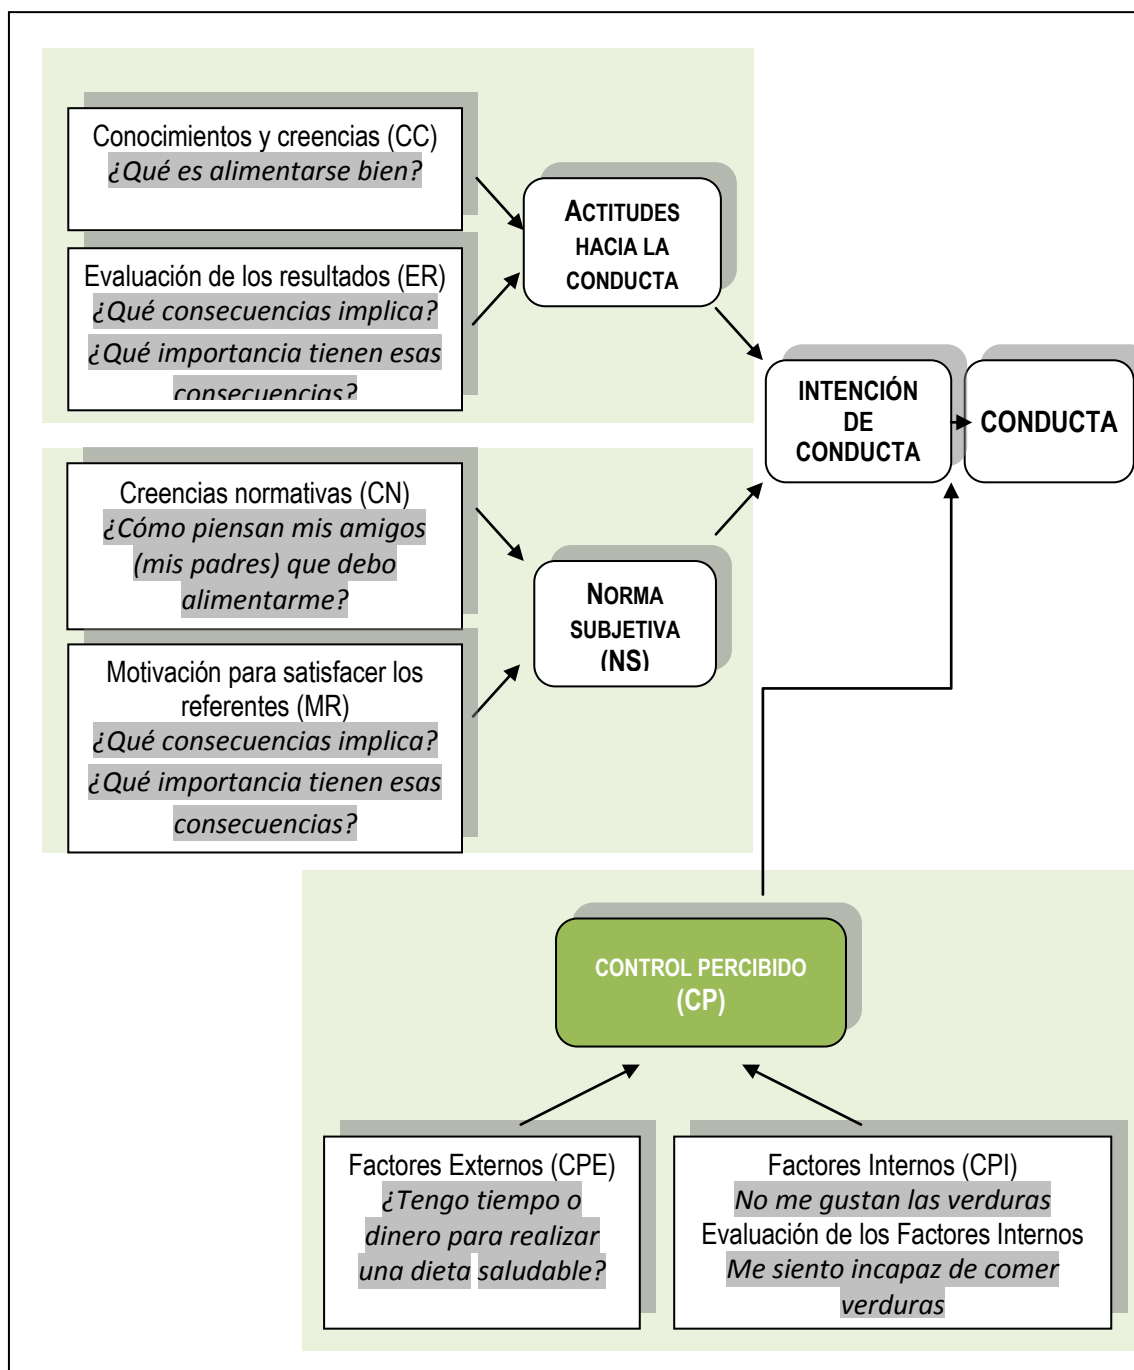 Conocimientos y creencias (CC)
¿Qué es alimentarse bien?
Evaluación de los resultados (ER)
¿Qué consecuencias implica?
¿Qué importancia tienen esas
consecuencias?
ACTITUDES
HACIA LA
CONDUCTA
INTENCIÓN
DE
CONDUCTA
CONDUCTA
Creencias normativas (CN)
¿Cómo piensan mis amigos
(mis padres) que debo
alimentarme?
Motivación para satisfacer los
referentes (MR)
¿Qué consecuencias implica?
¿Qué importancia tienen esas
consecuencias?
NORMA
SUBJETIVA
(NS)
CONTROL PERCIBIDO
(CP)
Factores Externos (CPE)
¿Tengo tiempo o
dinero para realizar
una dieta saludable?
Factores Internos (CPI)
No me gustan las verduras
Evaluación de los Factores Internos
Me siento incapaz de comer
verduras